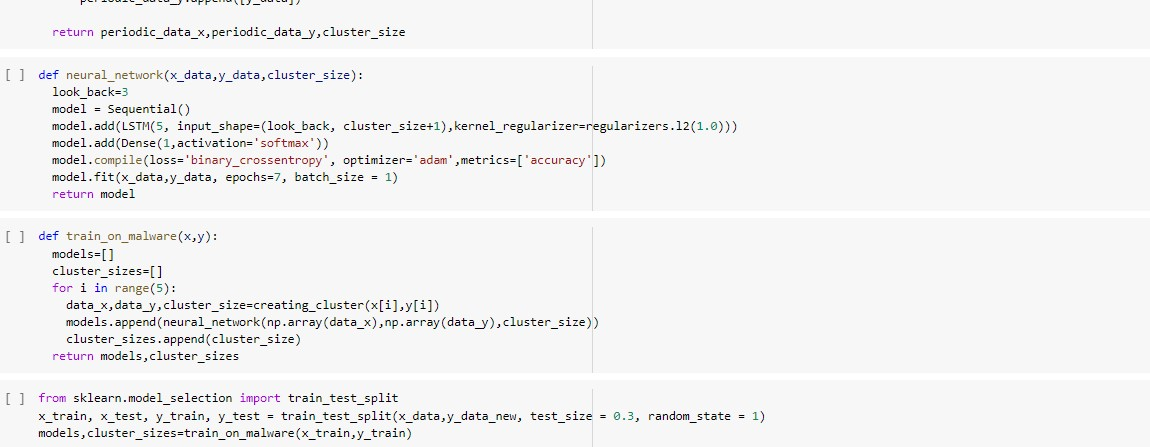 periodic_data_y.append([y_data])
return periodic_data_x,periodic_data_y,cluster_size
[ ] def neural_network(x_data,y_data,cluster_size):
look_back=3
model = Sequential()
model.add(LSTM(5, input_shape=(look_back, cluster_size+1),kernel_regularizer=regularizers.l2(1.0)))
model.add(Dense(1,activation='softmax'))
model.compile(loss='binary_crossentropy', optimizer='adam',metrics=['accuracy'])
model.fit(x_data,y_data, epochs=7, batch_size = 1)
return model
[ ] def train_on_malware(x,y):
models=[]
cluster_sizes=[]
for i in range(5):
data_x,data_y,cluster_size=creating_cluster(x[i],y[i])
models.append(neural_network(np.array(data_x),np.array(data_y),cluster_size))
cluster_sizes.append(cluster_size)
return models,cluster_sizes
[ ] from sklearn.model_selection import train_test_split
x_train, x_test, y_train, y_test = train_test_split(x_data,y_data_new, test_size = 0.3, random_state = 1)
models,cluster_sizes=train_on_malware(x_train,y_train)